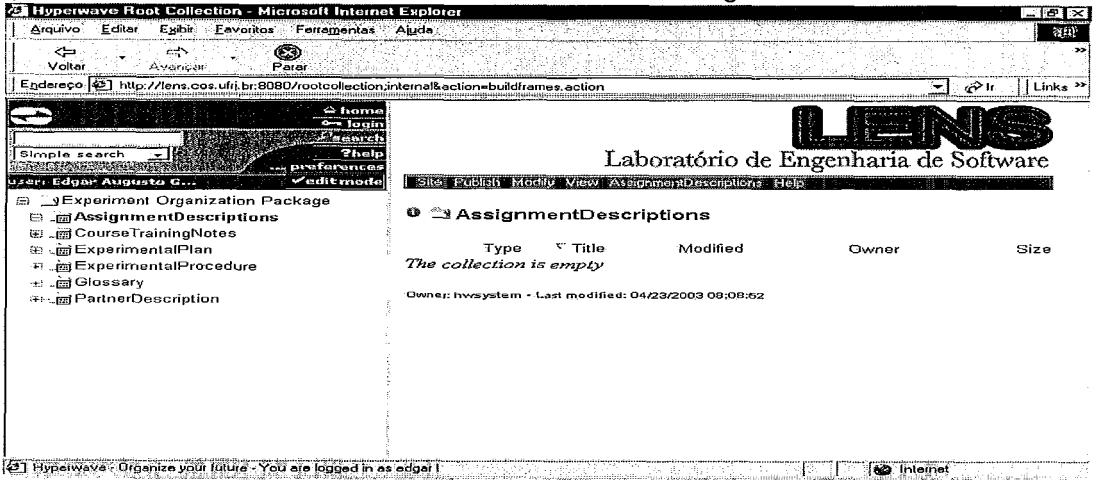 Hyperwave Root Collection - Microsoft Internet Explorer
Arquivo Editar Exibir Favoritos Ferramentas Ajuda
Voltar Avançar Parar
Endereço http://lens.cos.ufrj.br:8080/rootcollection;internal&action=buildframes.action Ir Links »
home
login
search
Simple search ?help
preferences
user: Edgar Augusto G... editmode
Experiment Organization Package
AssignmentDescriptions
CourseTrainingNotes
ExperimentalPlan
ExperimentalProcedure
Glossary
PartnerDescription
LENS
Laboratório de Engenharia de Software
Site Publish Modify View AssignmentDescriptions Help
AssignmentDescriptions
Type Title Modified Owner Size
The collection is empty
Owner: hwsystem - Last modified: 04/23/2003 08:08:52
Hyperwave - Organize your future - You are logged in as edgar ! Internet